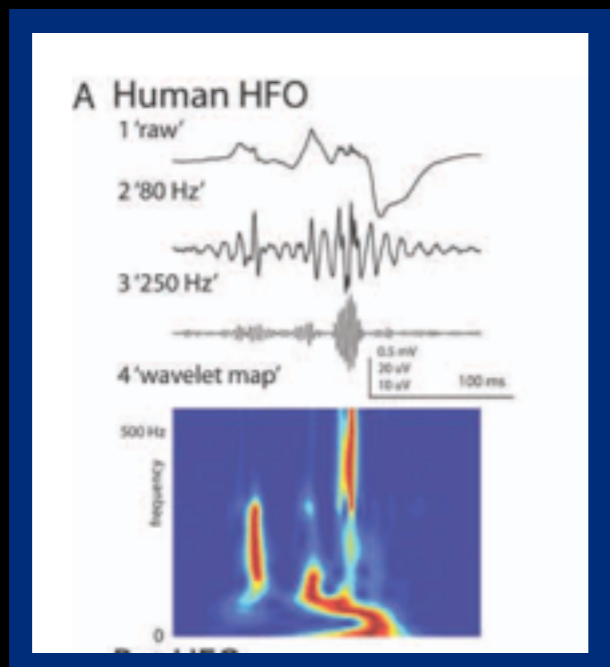 A Human HFO
1 'raw'
2 '80 Hz'
3 '250 Hz'
0.5 mV
20 uV
10 uV
100 ms
4 'wavelet map'
500 Hz
frequency
0